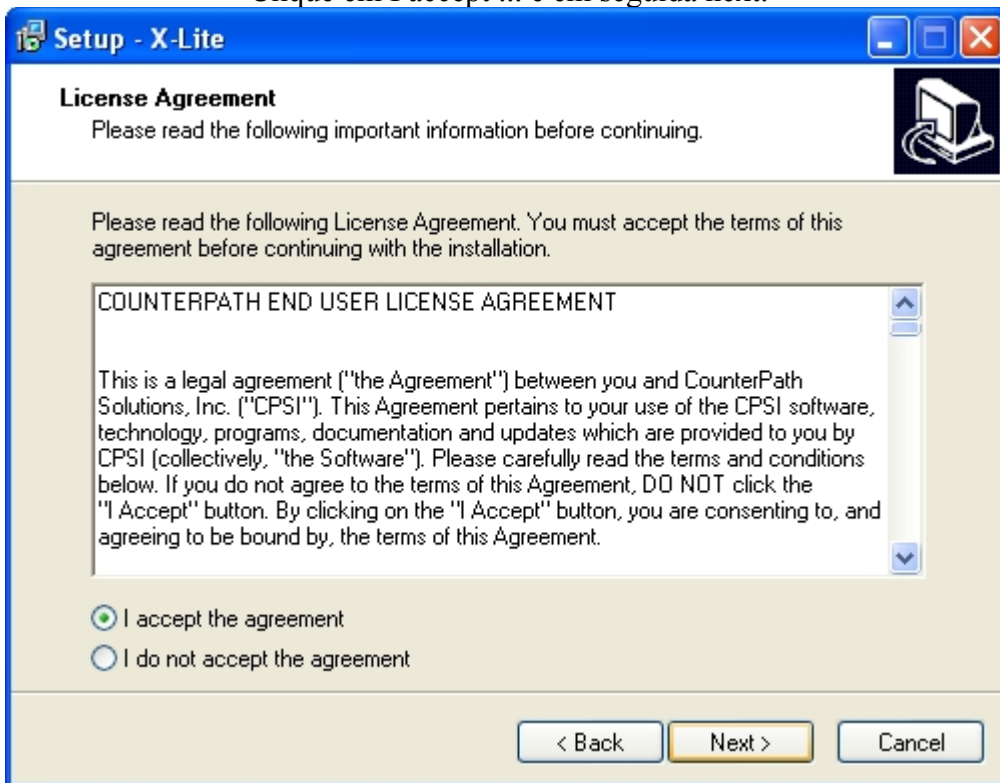 Clique em I accept ... e em seguida next.
Setup - X-Lite
License Agreement
Please read the following important information before continuing.
Please read the following License Agreement. You must accept the terms of this
agreement before continuing with the installation.
COUNTERPATH END USER LICENSE AGREEMENT
This is a legal agreement ("the Agreement") between you and CounterPath
Solutions, Inc. ("CPSI"). This Agreement pertains to your use of the CPSI software,
technology, programs, documentation and updates which are provided to you by
CPSI (collectively, "the Software"). Please carefully read the terms and conditions
below. If you do not agree to the terms of this Agreement, DO NOT click the
"I Accept" button. By clicking on the "I Accept" button, you are consenting to, and
agreeing to be bound by, the terms of this Agreement.
I accept the agreement
I do not accept the agreement
< Back
Next >
Cancel